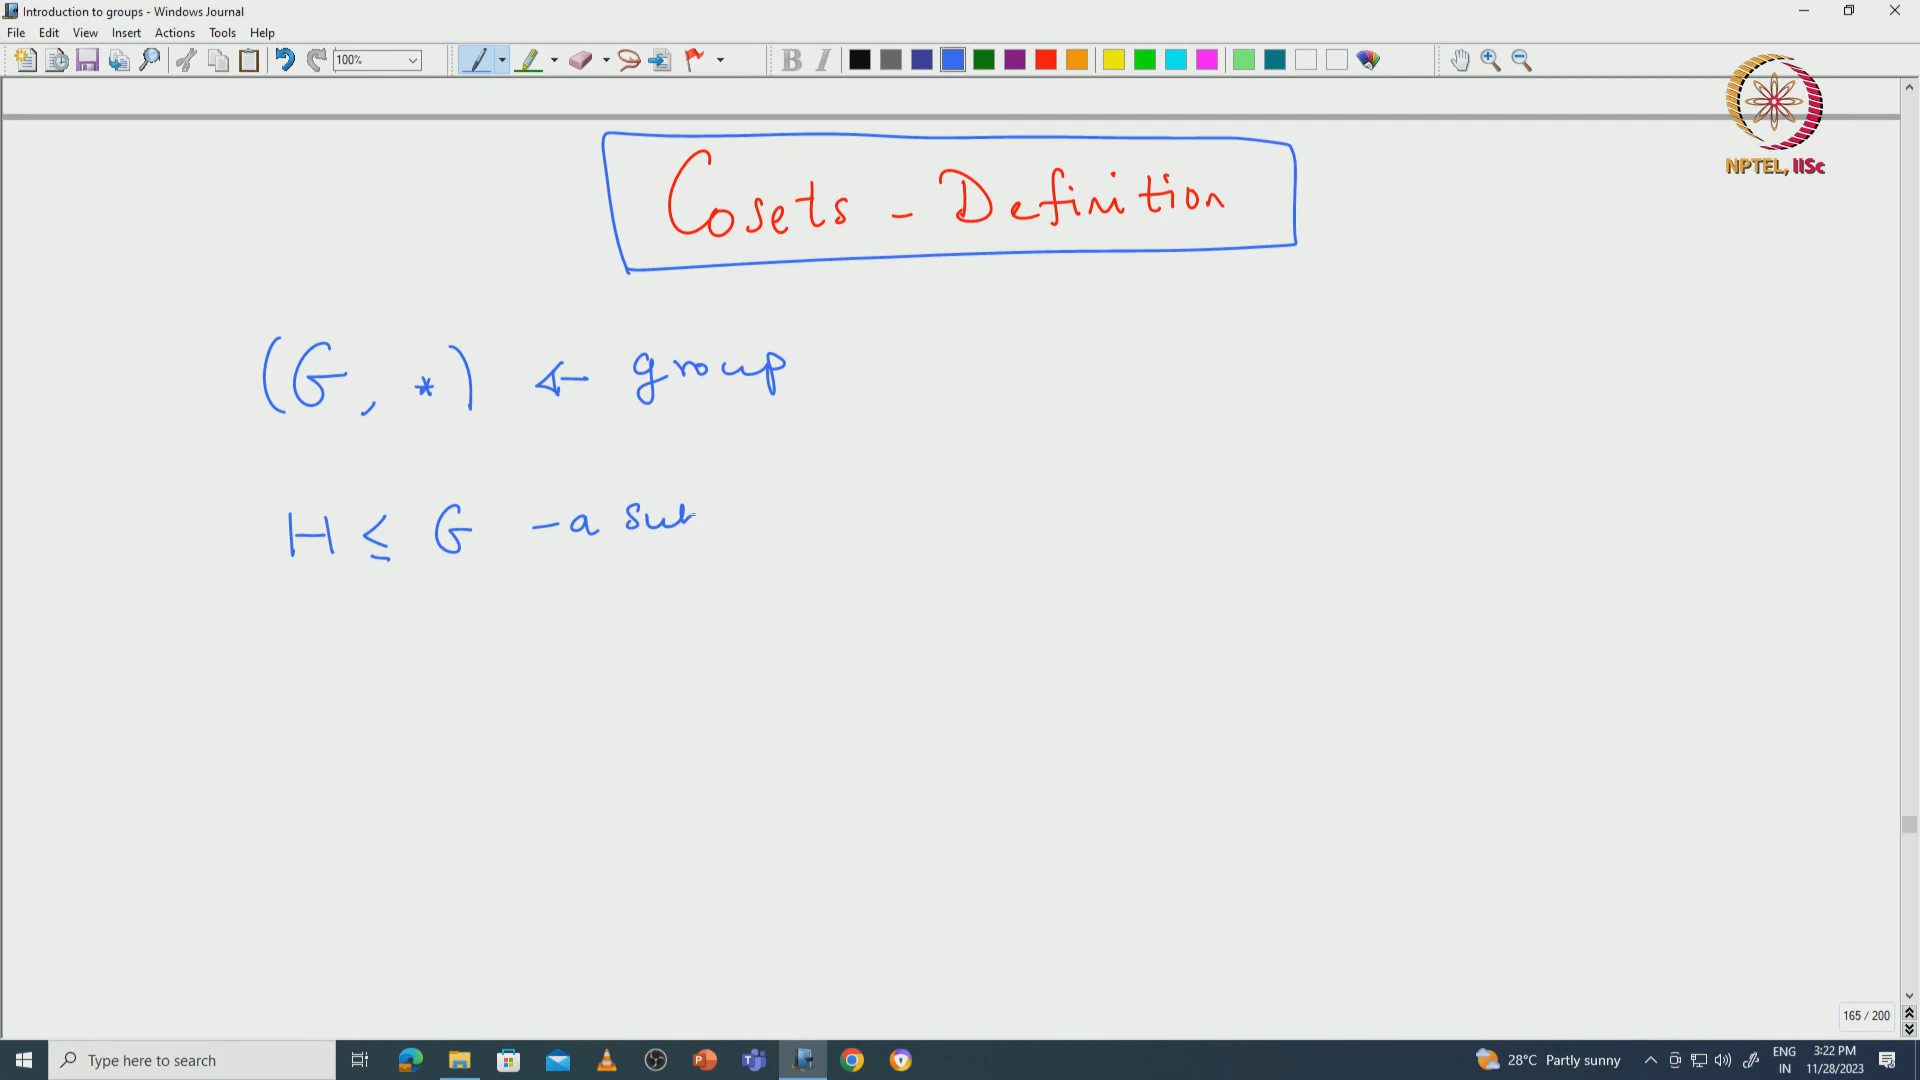 Introduction to groups - Windows Journal
File Edit View Insert Actions Tools Help
100%
NPTEL, IISc
Cosets - Definition
(G, *) ← group
H ≤ G - a sub
165 / 200
Type here to search
28°C Partly sunny
ENG
IN
3:22 PM
11/28/2023